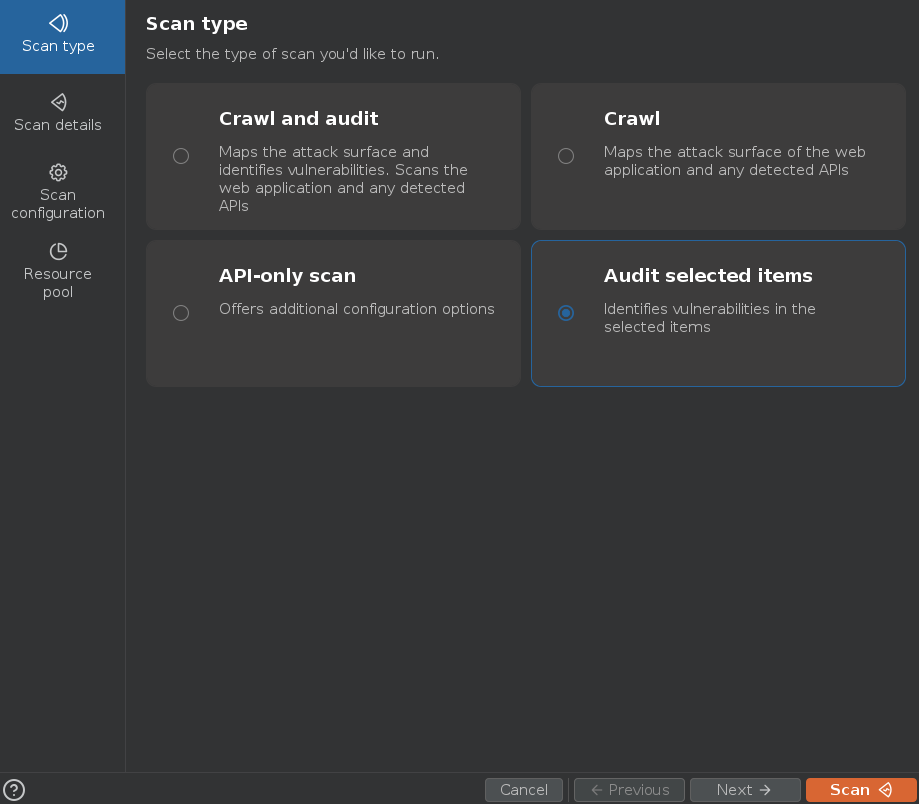 Scan type
Scan details
Scan
configuration
Resource
pool
Scan type
Select the type of scan you'd like to run.
Crawl and audit
Maps the attack surface and
identifies vulnerabilities. Scans the
web application and any detected
APIs
Crawl
Maps the attack surface of the web
application and any detected APIs
API-only scan
Offers additional configuration options
Audit selected items
Identifies vulnerabilities in the
selected items
?
Cancel
← Previous
Next →
Scan